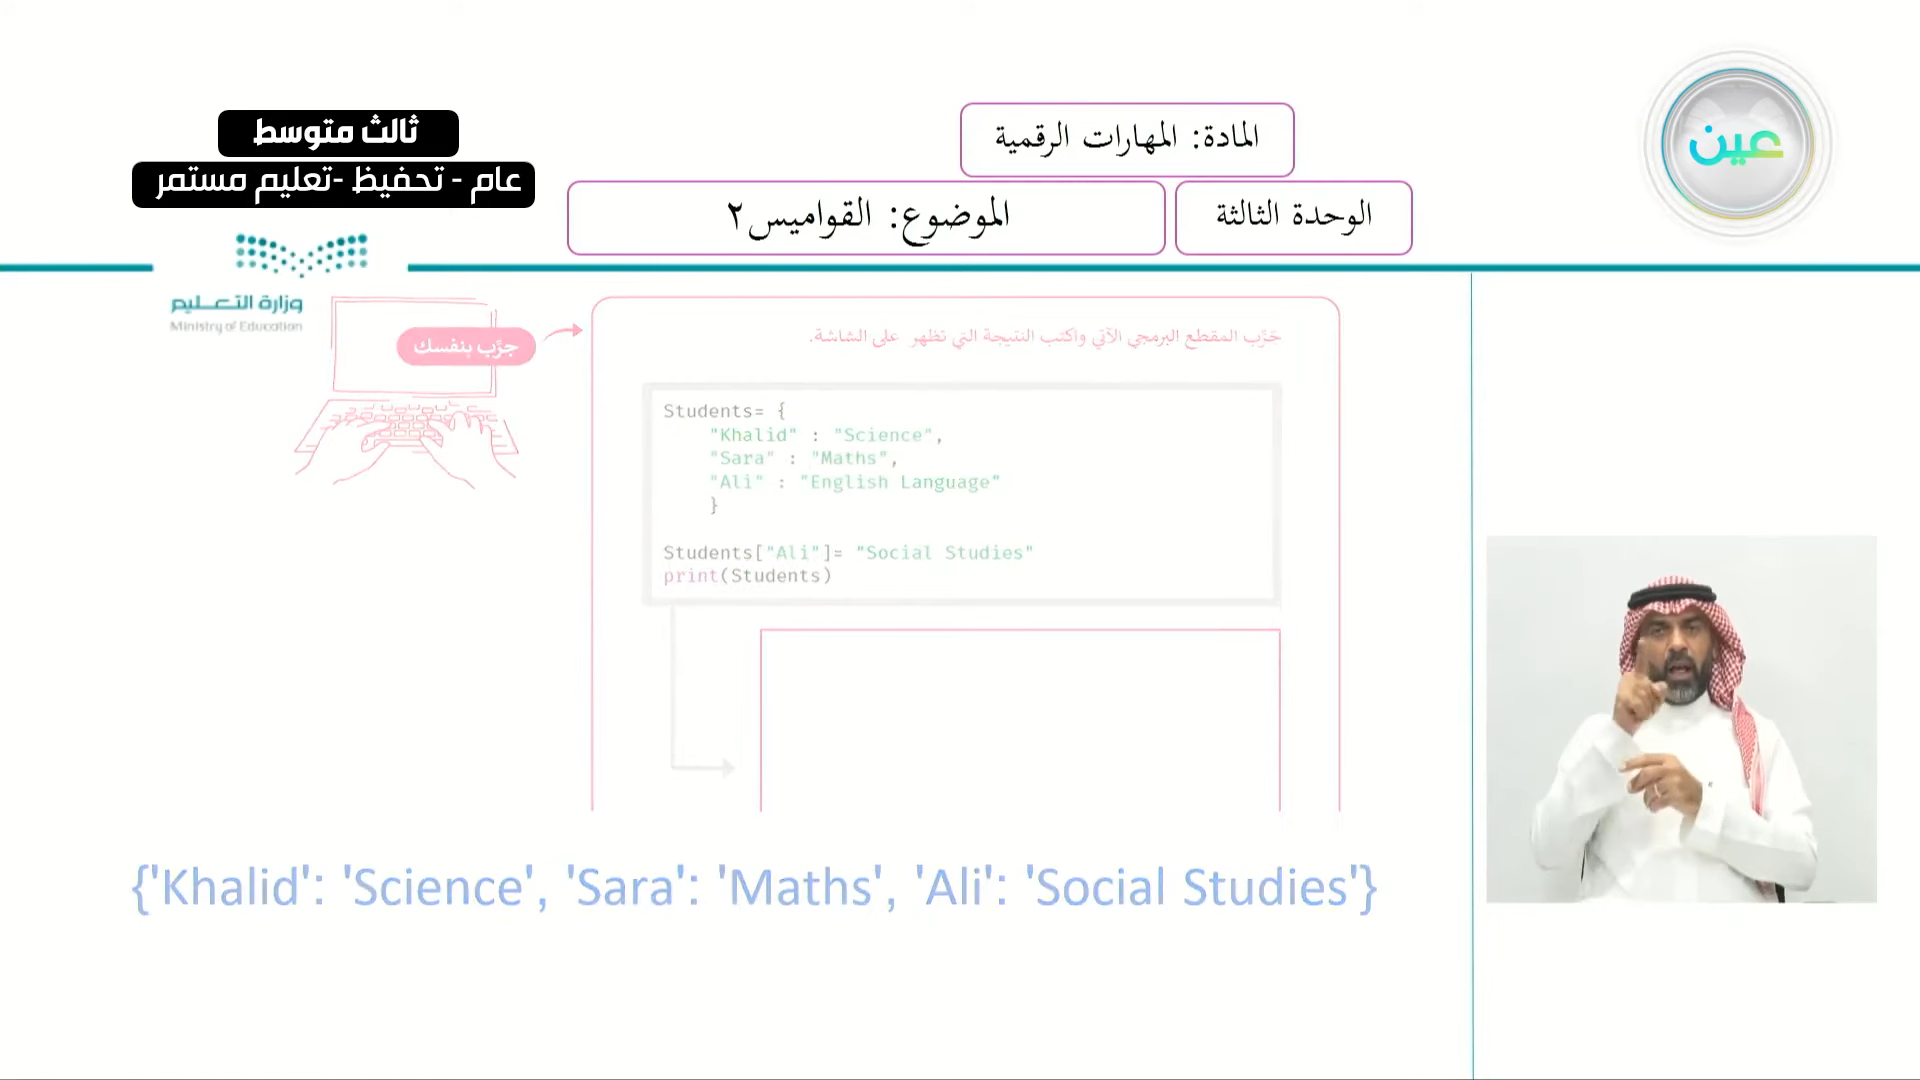 عين
المادة: المهارات الرقمية
ثالث متوسط
عام - تحفيظ -تعليم مستمر
الوحدة الثالثة
الموضوع: القواميس٢
وزارة التعليم
Ministry of Education
جرِّب بنفسك
جَرِّب المقطع البرمجي الآتي واكتب النتيجة التي تظهر على الشاشة.
Students= {
"Khalid" : "Science",
"Sara" : "Maths",
"Ali" : "English Language"
}
Students["Ali"]= "Social Studies"
print(Students)
{'Khalid': 'Science', 'Sara': 'Maths', 'Ali': 'Social Studies'}